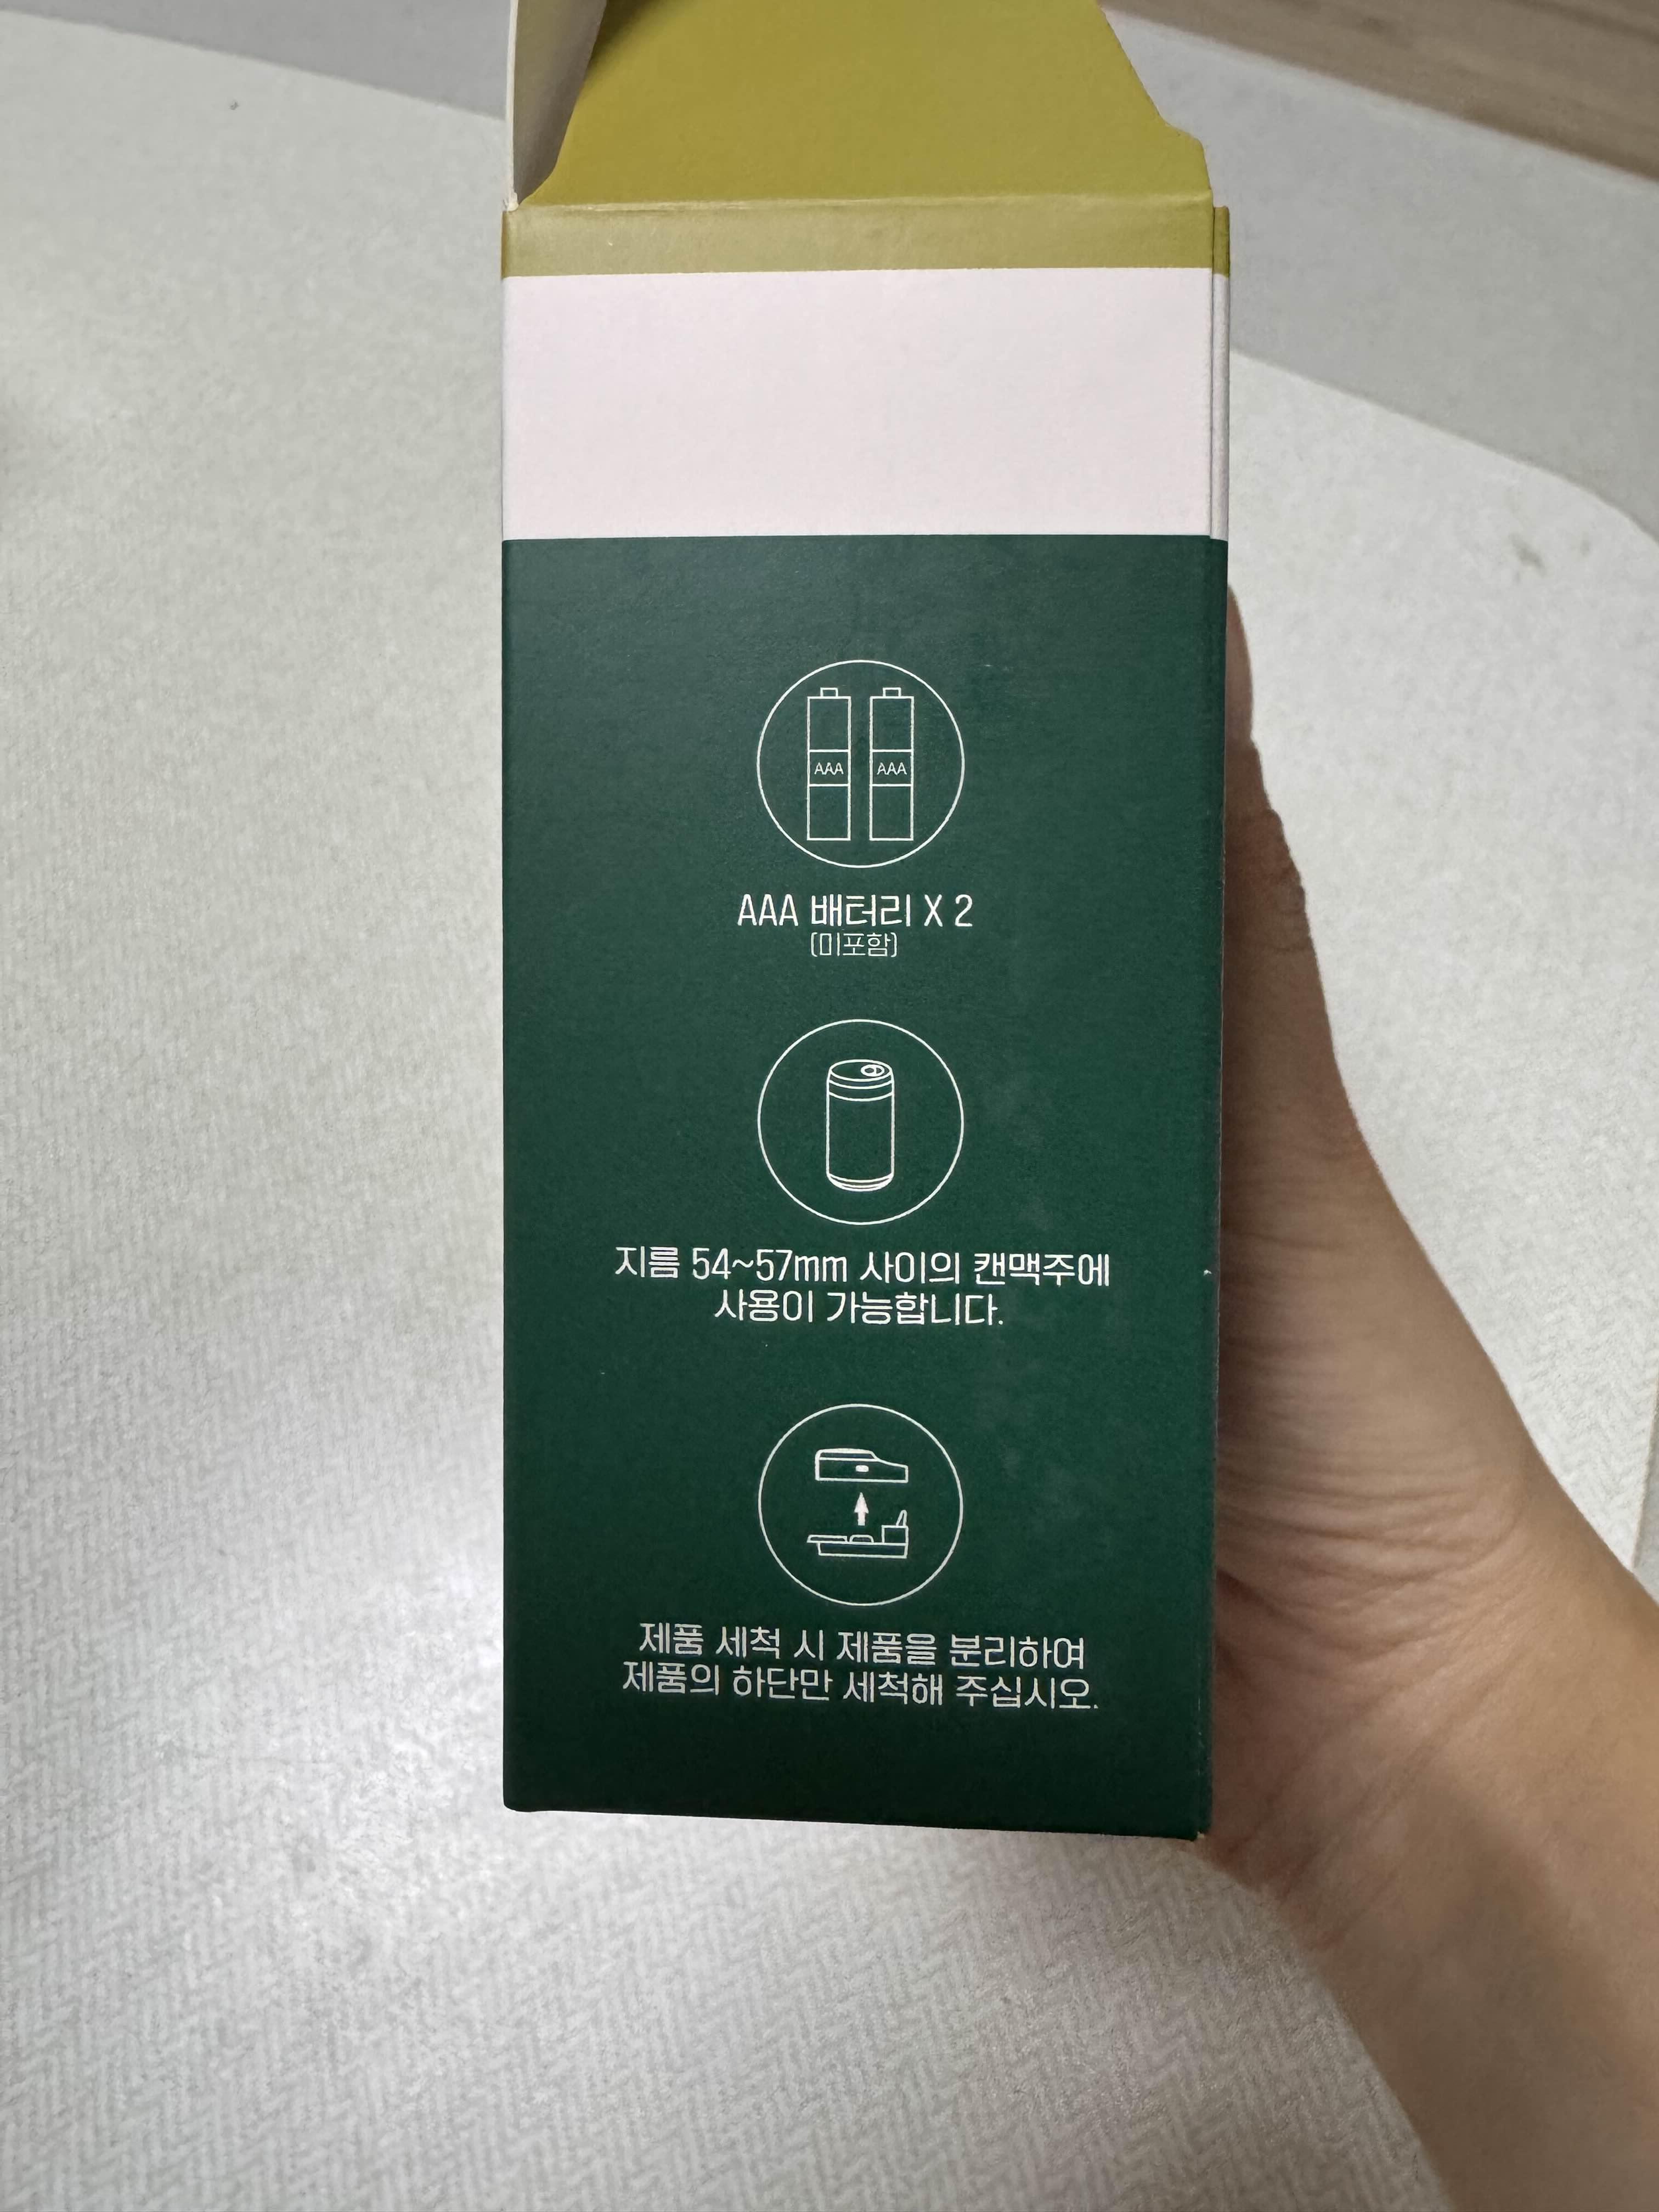 AAA AAA
AAA 배터리 X 2
(미포함)
지름 54~57mm 사이의 캔맥주에
사용이 가능합니다.
제품 세척 시 제품을 분리하여
제품의 하단만 세척해 주십시오.